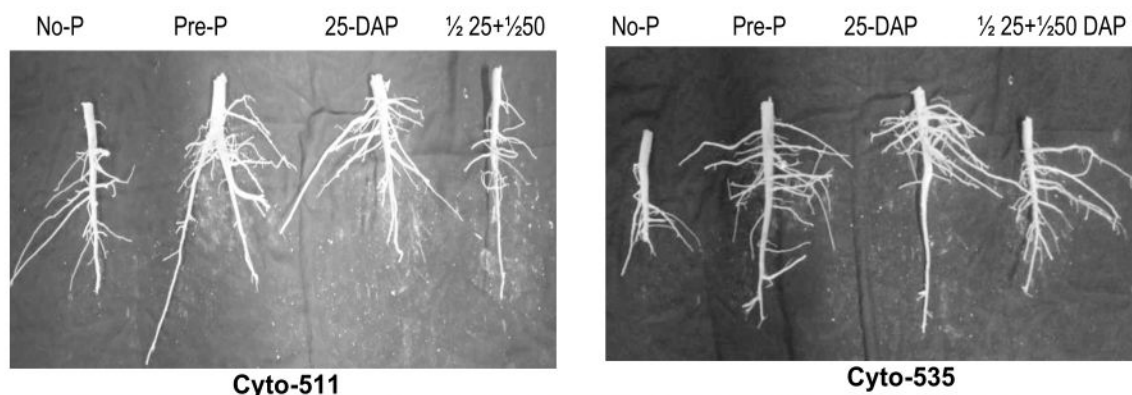 No-P Pre-P 25-DAP ½ 25+½50
Cyto-511
No-P Pre-P 25-DAP ½ 25+½50 DAP
Cyto-535